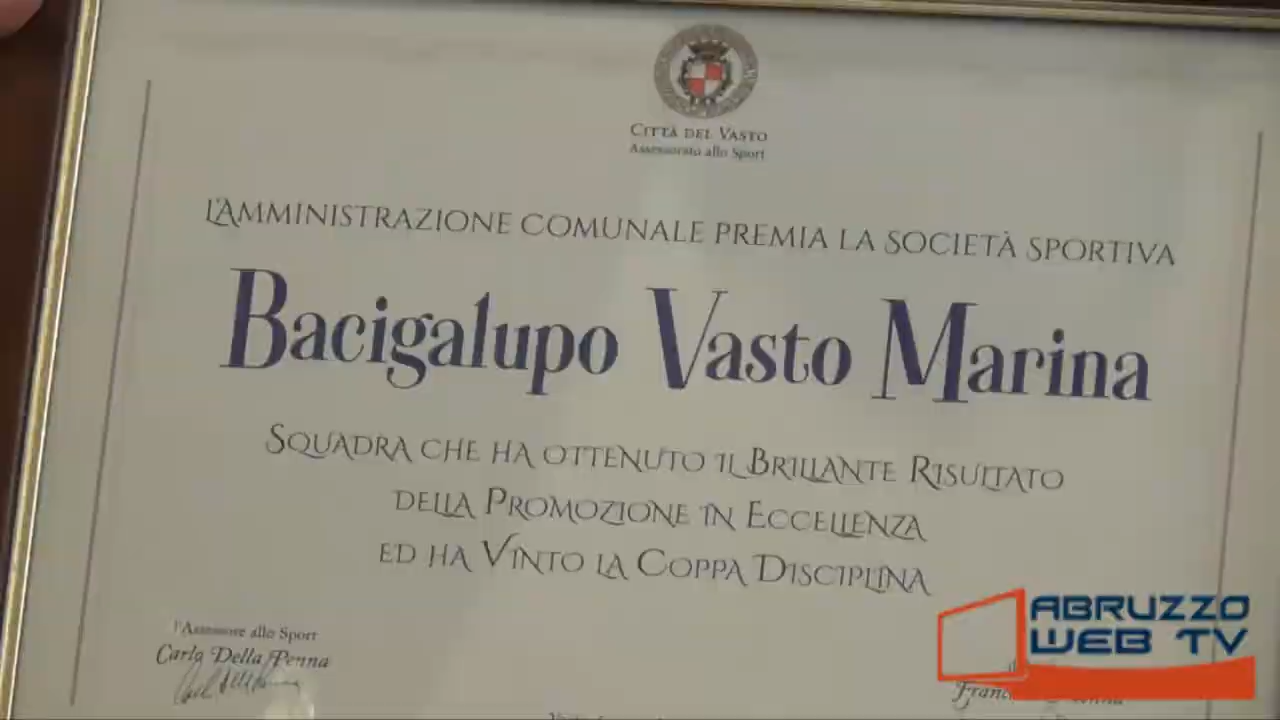 Città del Vasto
Assessorato allo Sport
L'Amministrazione comunale premia la Società Sportiva
Bacigalupo Vasto Marina
Squadra che ha ottenuto il Brillante Risultato
della Promozione in Eccellenza
ed ha Vinto la Coppa Disciplina
l'Assessore allo Sport
Carlo Della Penna
ABRUZZO
WEB TV